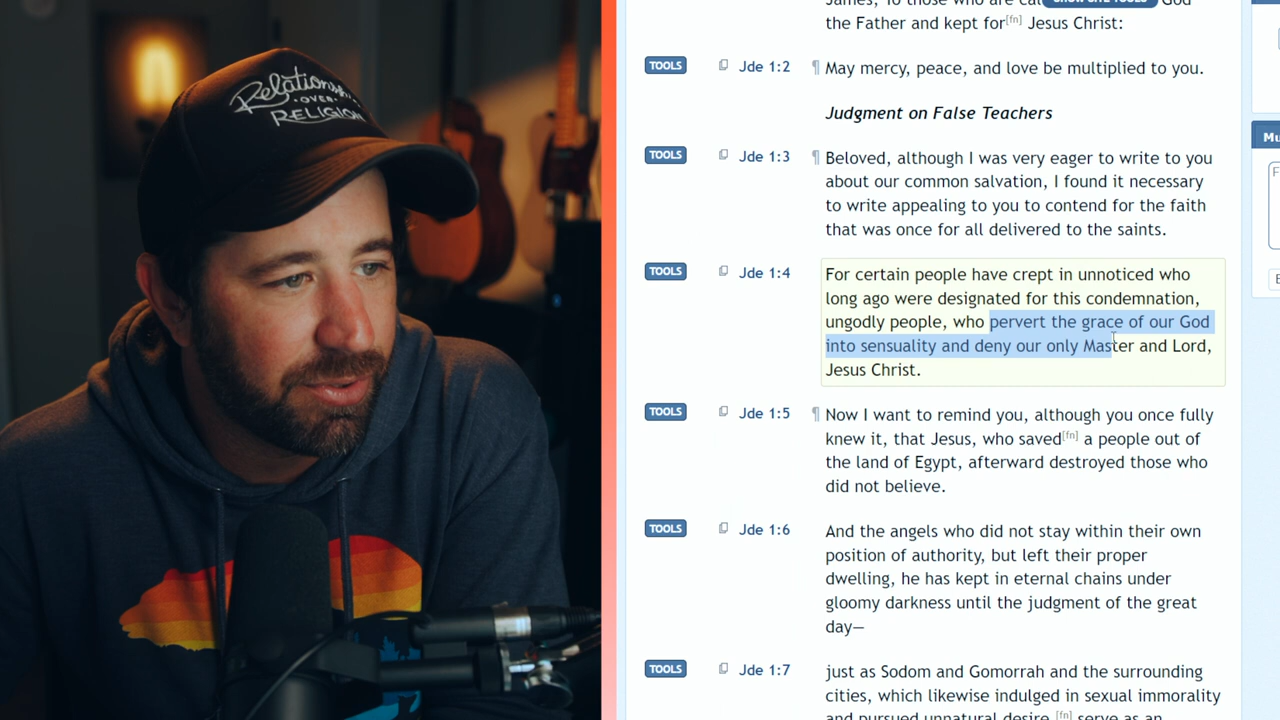 Relations
OVER
RELIGION
the Father and kept for[fn] Jesus Christ:
TOOLS Jde 1:2 ¶ May mercy, peace, and love be multiplied to you.
Judgment on False Teachers
TOOLS Jde 1:3 ¶ Beloved, although I was very eager to write to you
about our common salvation, I found it necessary
to write appealing to you to contend for the faith
that was once for all delivered to the saints.
TOOLS Jde 1:4 For certain people have crept in unnoticed who
long ago were designated for this condemnation,
ungodly people, who pervert the grace of our God
into sensuality and deny our only Master and Lord,
Jesus Christ.
TOOLS Jde 1:5 ¶ Now I want to remind you, although you once fully
knew it, that Jesus, who saved[fn] a people out of
the land of Egypt, afterward destroyed those who
did not believe.
TOOLS Jde 1:6 And the angels who did not stay within their own
position of authority, but left their proper
dwelling, he has kept in eternal chains under
gloomy darkness until the judgment of the great
day—
TOOLS Jde 1:7 just as Sodom and Gomorrah and the surrounding
cities, which likewise indulged in sexual immorality
and pursued unnatural desire,[fn] serve as an
Mu